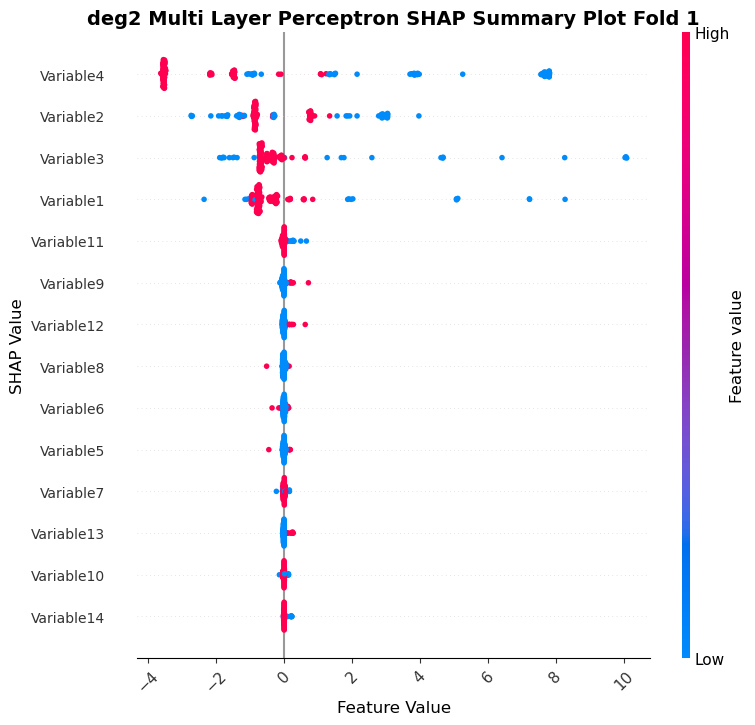 deg2 Multi Layer Perceptron SHAP Summary Plot Fold 1
High
Variable4
Variable2
Variable3
Variable1
Variable11
Variable9
Variable12
Variable8
Variable6
Variable5
Variable7
Variable13
Variable10
Variable14
SHAP Value
Feature value
Low
−4
−2
0
2
4
6
8
10
Feature Value